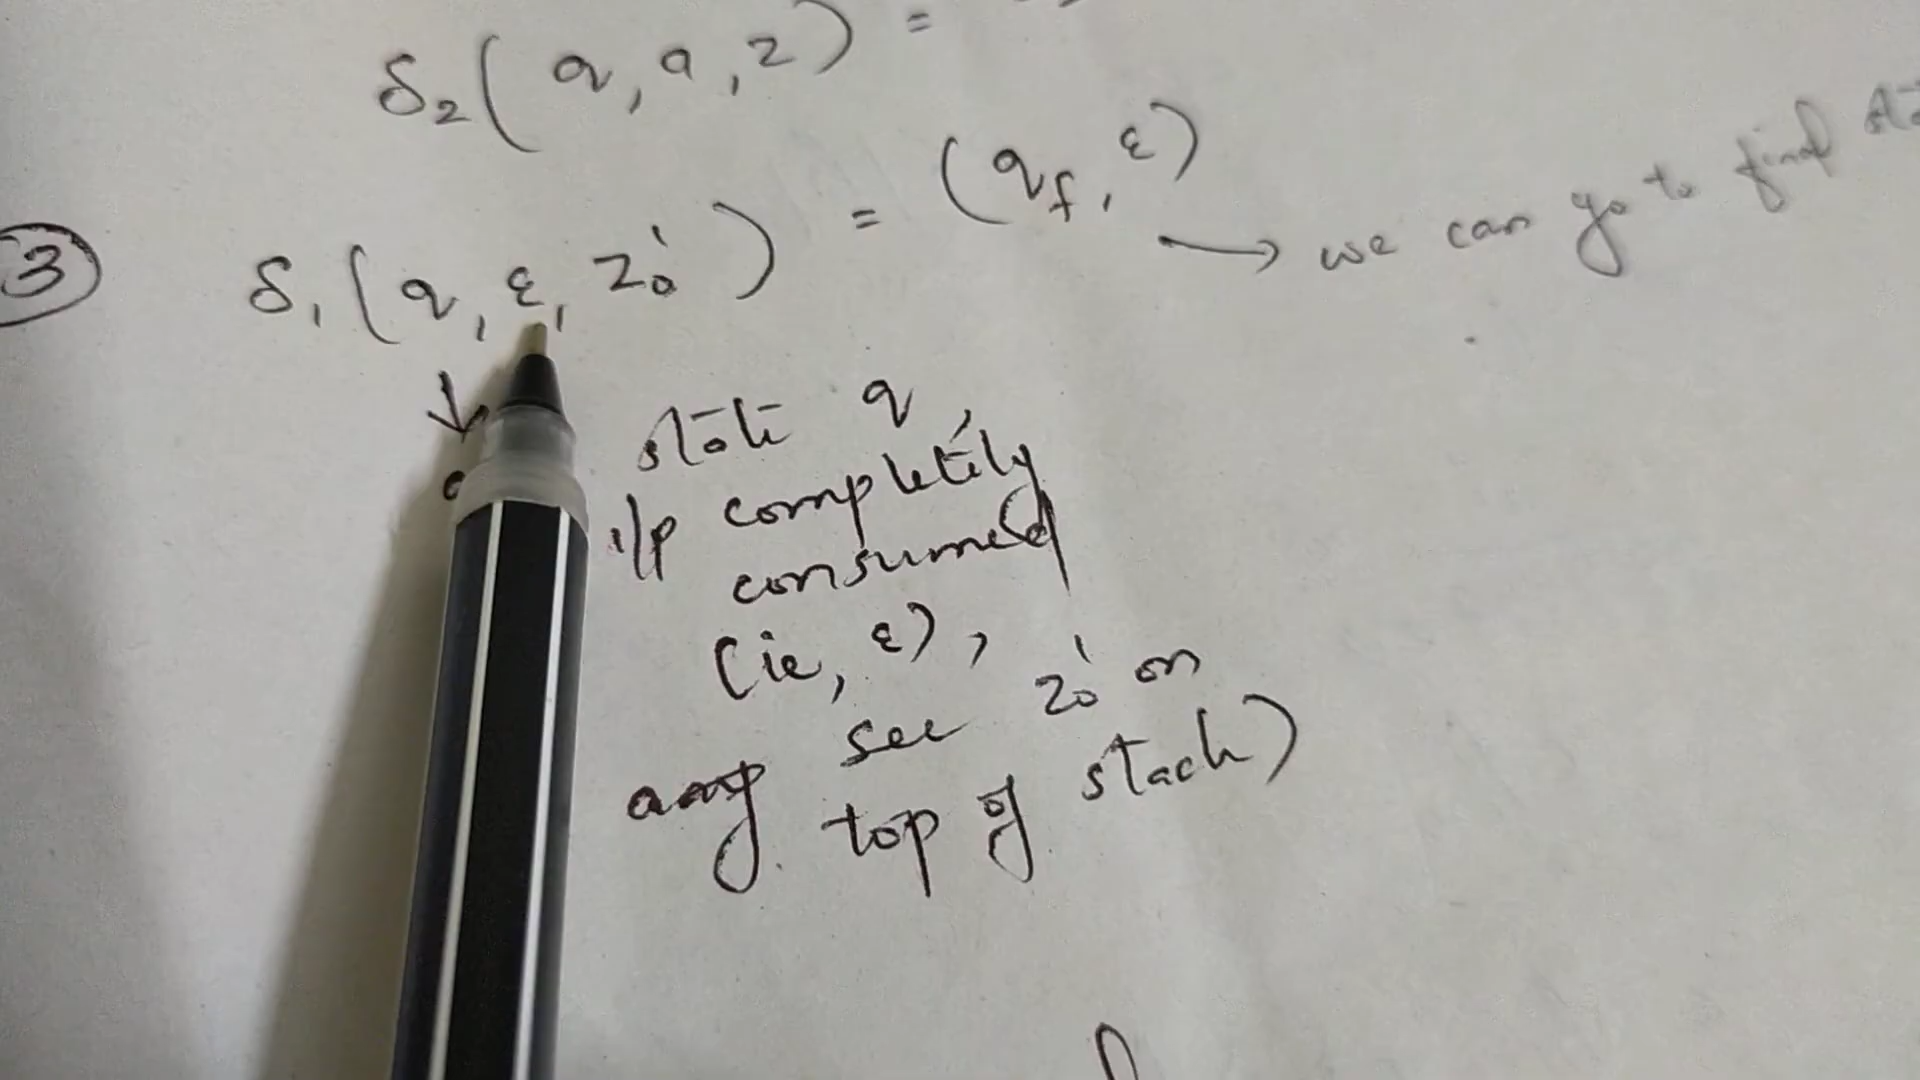 δ₂(q, a, z) =
③ δ₁(q, ε, z₀') = (q_f, ε)
→ we can go to final
state q,
i/p completely
consumed
(ie, ε),
see z₀' on
top of stack)